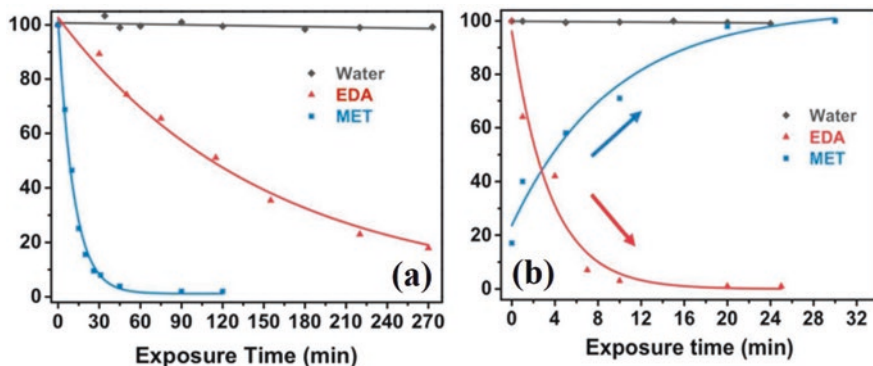 100
80
60
40
20
0
Water
EDA
MET
(a)
0 30 60 90 120 150 180 210 240 270
Exposure Time (min)
100
80
60
40
20
0
Water
EDA
MET
(b)
0 4 8 12 16 20 24 28 32
Exposure time (min)